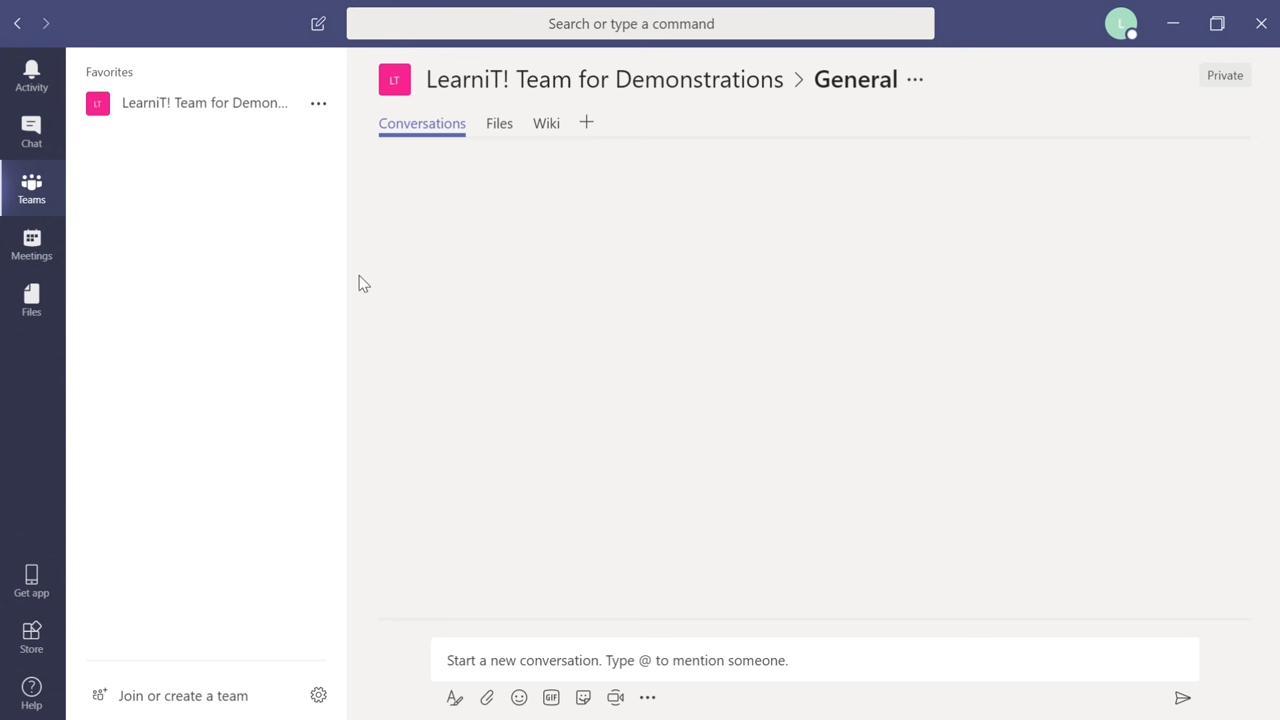 Search or type a command
L
Activity
Chat
Teams
Meetings
Files
Get app
Store
Help
Favorites
LT LearniT! Team for Demon...
Join or create a team
LT LearniT! Team for Demonstrations > General ...
Private
Conversations Files Wiki +
Start a new conversation. Type @ to mention someone.
GIF